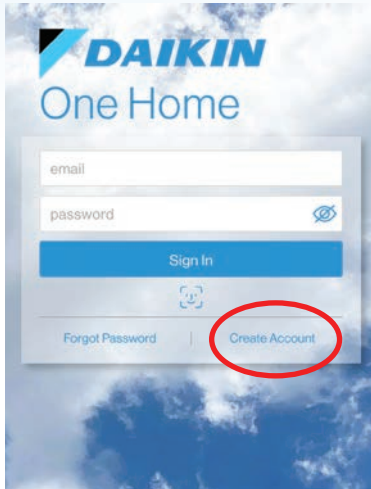 DAIKIN
One Home
email
password
Sign In
Forgot Password | Create Account